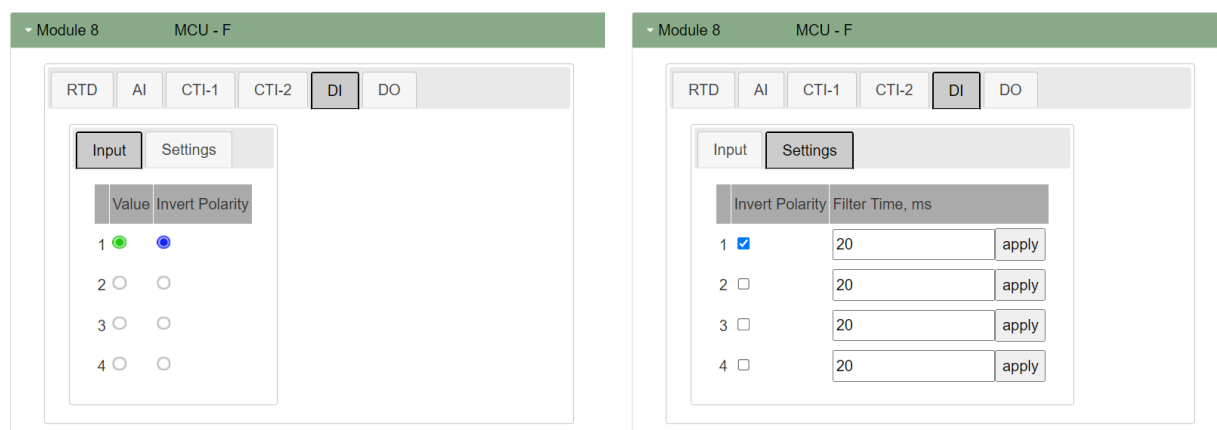 Module 8 MCU - F
RTD AI CTI-1 CTI-2 DI DO
Input Settings
Value Invert Polarity
1
2
3
4
Module 8 MCU - F
RTD AI CTI-1 CTI-2 DI DO
Input Settings
Invert Polarity Filter Time, ms
1 20 apply
2 20 apply
3 20 apply
4 20 apply